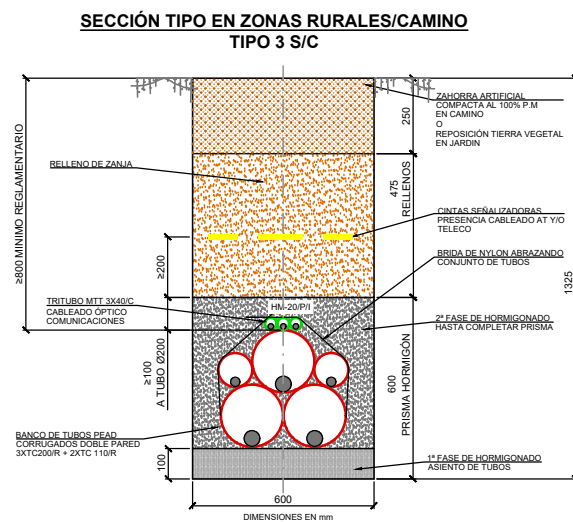 SECCIÓN TIPO EN ZONAS RURALES/CAMINO
TIPO 3 S/C
ZAHORRA ARTIFICIAL
COMPACTA AL 100% P.M
EN CAMINO
O
REPOSICIÓN TIERRA VEGETAL
EN JARDIN
250
RELLENO DE ZANJA
475
RELLENOS
CINTAS SEÑALIZADORAS
PRESENCIA CABLEADO AT Y/O
TELECO
≥800 MINIMO REGLAMENTARIO
≥200
BRIDA DE NYLON ABRAZANDO
CONJUNTO DE TUBOS
1325
TRITUBO MTT 3X40/C
CABLEADO ÓPTICO
COMUNICACIONES
HM-20/P/I
2ª FASE DE HORMIGONADO
HASTA COMPLETAR PRISMA
≥100
A TUBO Ø200
600
PRISMA HORMIGÓN
BANCO DE TUBOS PEAD
CORRUGADOS DOBLE PARED
3XTC200/R + 2XTC 110/R
100
1ª FASE DE HORMIGONADO
ASIENTO DE TUBOS
600
DIMENSIONES EN mm